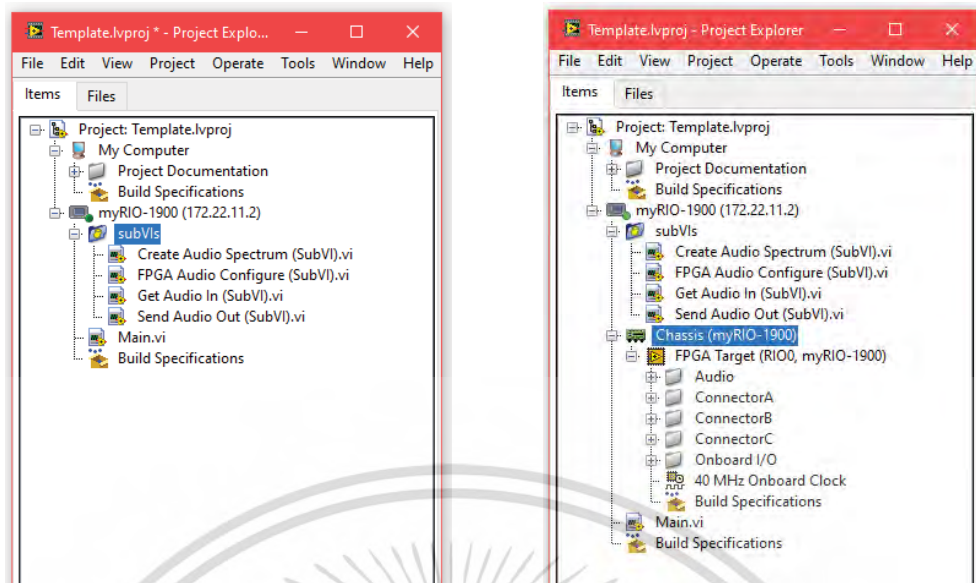 Template.lvproj * - Project Explo...
File Edit View Project Operate Tools Window Help
Items Files
Project: Template.lvproj
My Computer
Project Documentation
Build Specifications
myRIO-1900 (172.22.11.2)
subVIs
Create Audio Spectrum (SubVI).vi
FPGA Audio Configure (SubVI).vi
Get Audio In (SubVI).vi
Send Audio Out (SubVI).vi
Main.vi
Build Specifications
Template.lvproj - Project Explorer
File Edit View Project Operate Tools Window Help
Items Files
Project: Template.lvproj
My Computer
Project Documentation
Build Specifications
myRIO-1900 (172.22.11.2)
subVIs
Create Audio Spectrum (SubVI).vi
FPGA Audio Configure (SubVI).vi
Get Audio In (SubVI).vi
Send Audio Out (SubVI).vi
Chassis (myRIO-1900)
FPGA Target (RIO0, myRIO-1900)
Audio
ConnectorA
ConnectorB
ConnectorC
Onboard I/O
40 MHz Onboard Clock
Build Specifications
Main.vi
Build Specifications